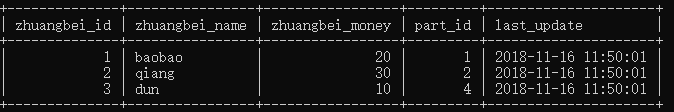 zhuangbei_id | zhuangbei_name | zhuangbei_money | part_id | last_update
1 | baobao | 20 | 1 | 2018-11-16 11:50:01
2 | qiang | 30 | 2 | 2018-11-16 11:50:01
3 | dun | 10 | 4 | 2018-11-16 11:50:01